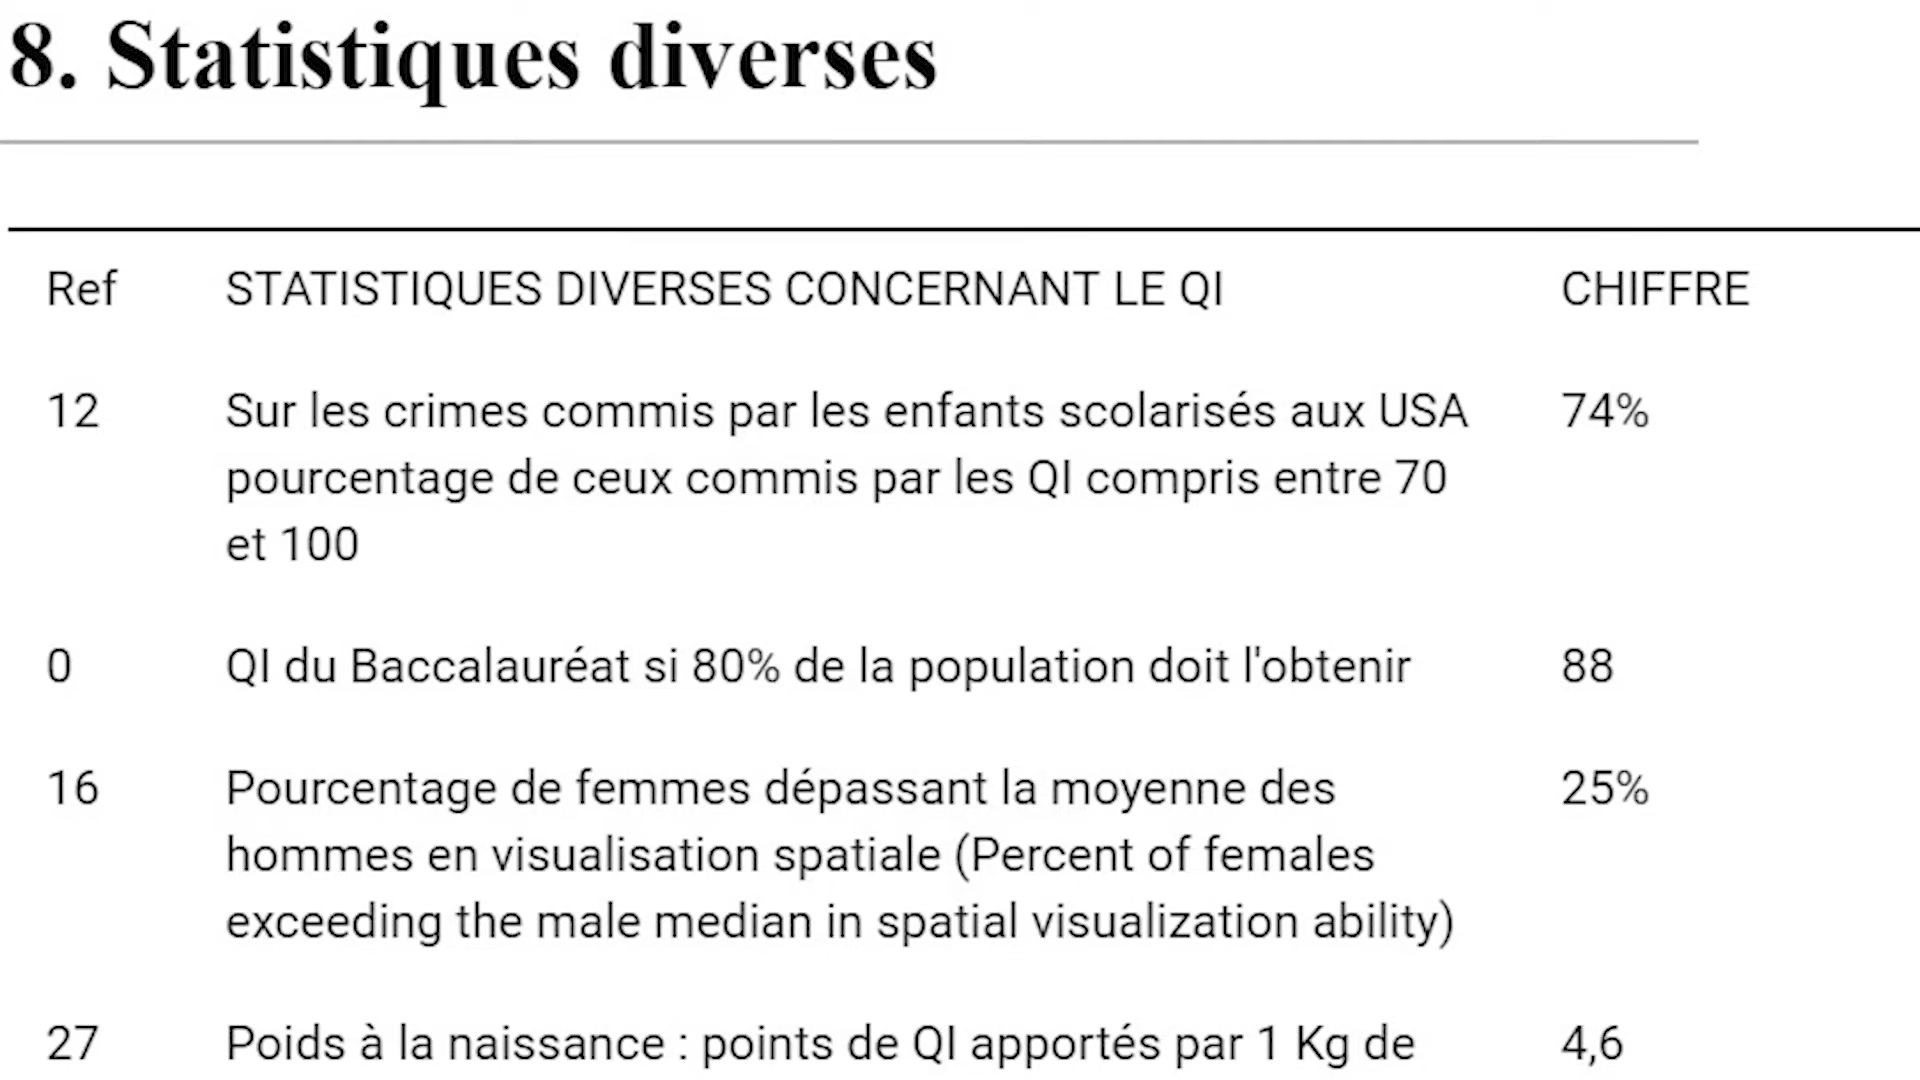 8. Statistiques diverses
Ref STATISTIQUES DIVERSES CONCERNANT LE QI CHIFFRE
12 Sur les crimes commis par les enfants scolarisés aux USA 74%
pourcentage de ceux commis par les QI compris entre 70
et 100
0 QI du Baccalauréat si 80% de la population doit l'obtenir 88
16 Pourcentage de femmes dépassant la moyenne des 25%
hommes en visualisation spatiale (Percent of females
exceeding the male median in spatial visualization ability)
27 Poids à la naissance : points de QI apportés par 1 Kg de 4,6